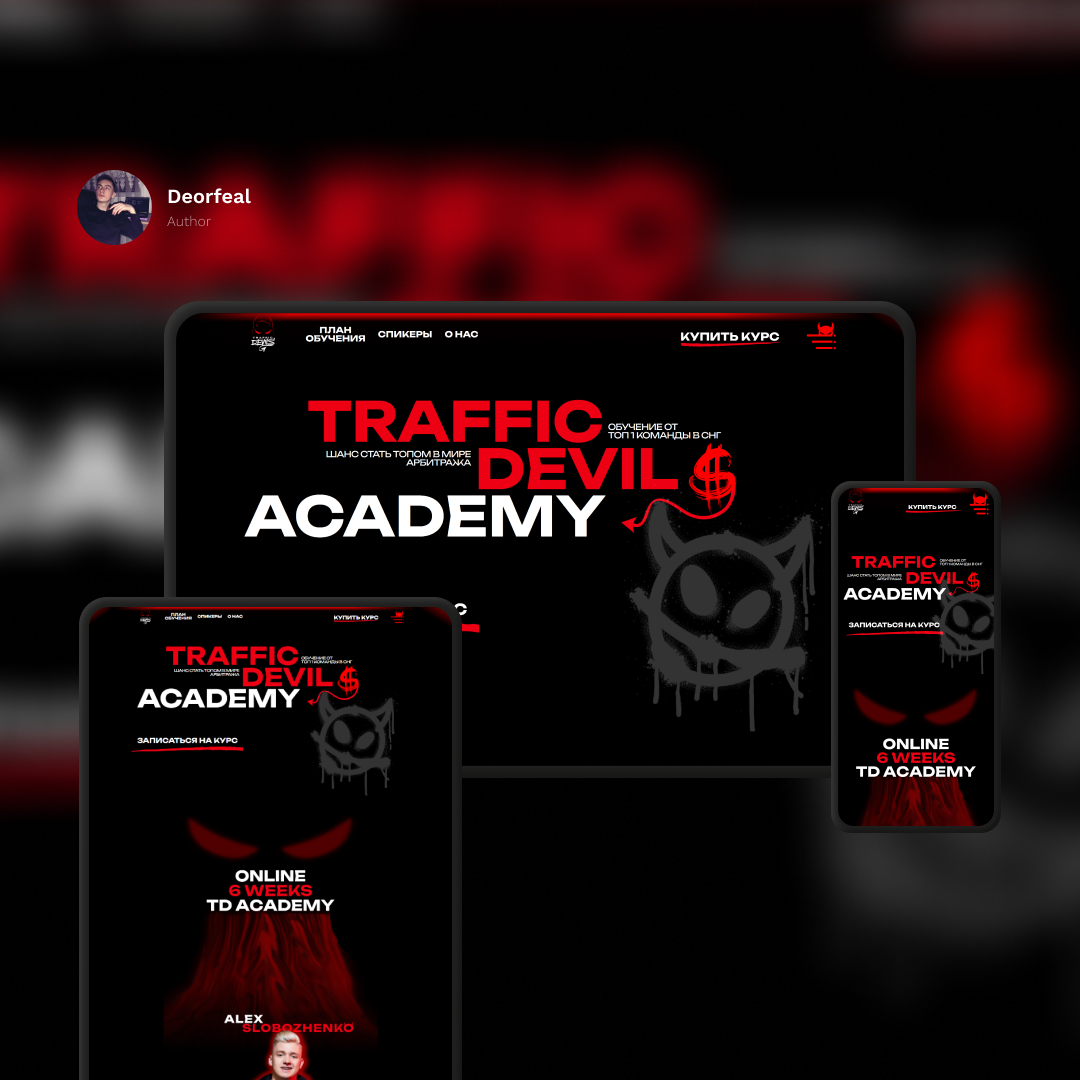 Deorfeal
Author
ПЛАН
ОБУЧЕНИЯ
СПИКЕРЫ
О НАС
КУПИТЬ КУРС
TRAFFIC
ОБУЧЕНИЕ ОТ
ТОП 1 КОМАНДЫ В СНГ
ШАНС СТАТЬ ТОПОМ В МИРЕ
АРБИТРАЖА
DEVIL
ACADEMY
С
КУПИТЬ КУРС
TRAFFIC
ОБУЧЕНИЕ ОТ
ТОП 1 КОМАНДЫ В СНГ
ШАНС СТАТЬ ТОПОМ В МИРЕ
АРБИТРАЖА
DEVIL
ACADEMY
ЗАПИСАТЬСЯ НА КУРС
ONLINE
6 WEEKS
TD ACADEMY
ПЛАН
ОБУЧЕНИЯ
СПИКЕРЫ
О НАС
КУПИТЬ КУРС
TRAFFIC
ОБУЧЕНИЕ ОТ
ТОП 1 КОМАНДЫ В СНГ
ШАНС СТАТЬ ТОПОМ В МИРЕ
АРБИТРАЖА
DEVIL
ACADEMY
ЗАПИСАТЬСЯ НА КУРС
ONLINE
6 WEEKS
TD ACADEMY
ALEX
SLOBOZHENKO